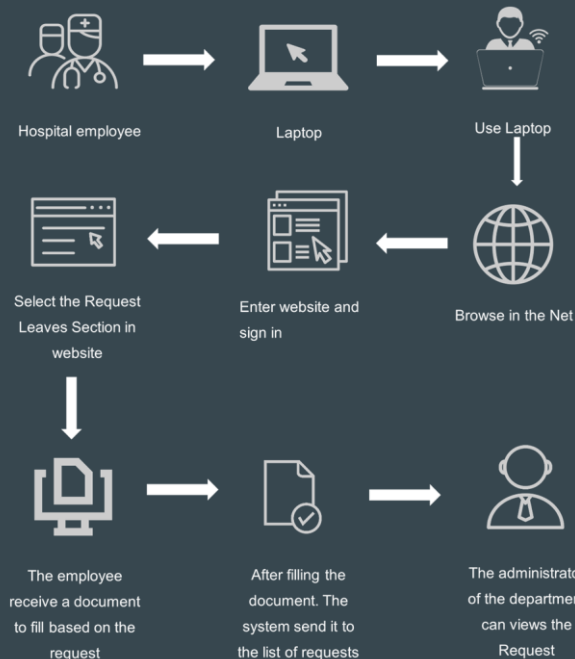 Hospital employee
Laptop
Use Laptop
Select the Request
Leaves Section in
website
Enter website and
sign in
Browse in the Net
The employee
receive a document
to fill based on the
request
After filling the
document. The
system send it to
the list of requests
The administrato
of the departmen
can views the
Request